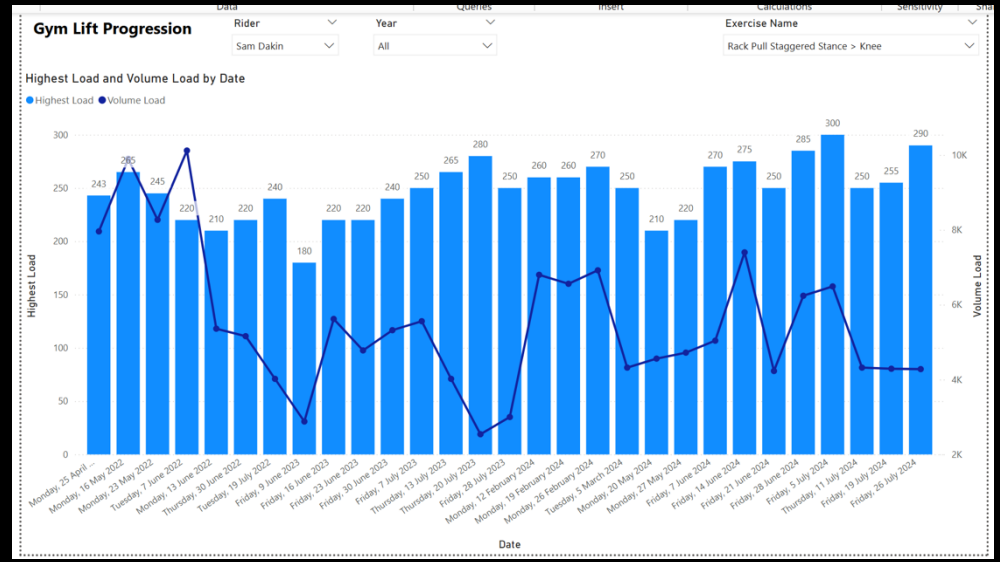 Data Queries Insert Calculations Sensitivity Sha
Gym Lift Progression
Rider Year Exercise Name
Sam Dakin All Rack Pull Staggered Stance > Knee
Highest Load and Volume Load by Date
Highest Load Volume Load
300 250 200 150 100 50 0
Highest Load
243 265 245 220 210 220 240 180 220 220 240 250 265 280 250 260 260 270 250 210 220 270 275 250 285 300 250 255 290
10K 8K 6K 4K 2K
Volume Load
Monday, 25 April ...
Monday, 16 May 2022
Monday, 23 May 2022
Tuesday, 7 June 2022
Monday, 13 June 2022
Thursday, 30 June 2022
Tuesday, 19 July 2022
Friday, 9 June 2023
Friday, 16 June 2023
Friday, 23 June 2023
Friday, 30 June 2023
Friday, 7 July 2023
Thursday, 13 July 2023
Thursday, 20 July 2023
Friday, 28 July 2023
Monday, 12 February 2024
Monday, 19 February 2024
Monday, 26 February 2024
Tuesday, 5 March 2024
Monday, 20 May 2024
Monday, 27 May 2024
Friday, 7 June 2024
Friday, 14 June 2024
Friday, 21 June 2024
Friday, 28 June 2024
Friday, 5 July 2024
Thursday, 11 July 2024
Friday, 19 July 2024
Friday, 26 July 2024
Date